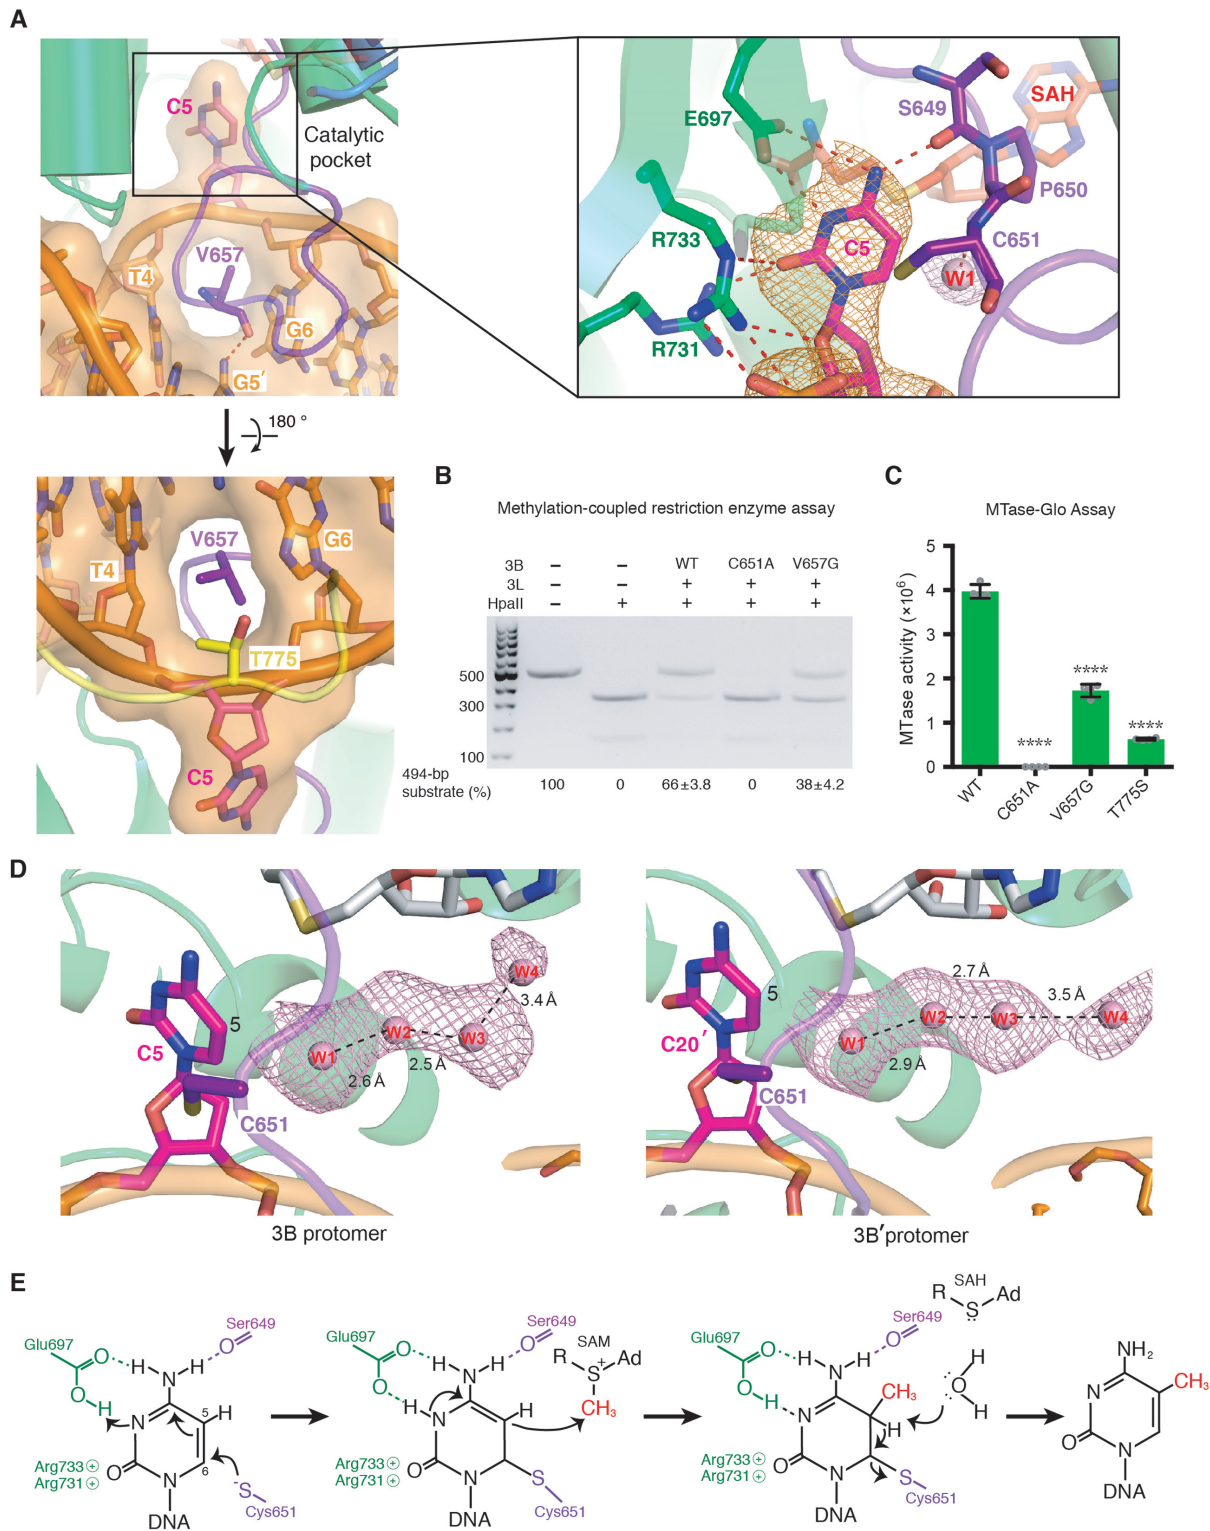 A
C5
Catalytic
pocket
V657
T4
G6
G5′
180 °
E697
S649
SAH
P650
R733
C5
C651
W1
R731
V657
G6
T4
T775
C5
B
Methylation-coupled restriction enzyme assay
3B – – WT C651A V657G
3L – – + + +
HpaII – + + + +
500
300
100
494-bp
substrate (%) 100 0 66±3.8 0 38±4.2
C
MTase-Glo Assay
MTase activity (×10⁶)
5
4
3
2
1
0
****
****
****
WT
C651A
V657G
T775S
D
W4
3.4 Å
5
W2
W3
C5
W1
2.5 Å
2.6 Å
C651
3B protomer
2.7 Å
5
3.5 Å
W2
W3
W4
C20′
W1
2.9 Å
C651
3B′protomer
E
Glu697
Ser649
O
O
H
H
N
O
H
N
5
H
6
Arg733 ⊕
Arg731 ⊕
O
N
S
Cys651
DNA
Glu697
Ser649
O
O
SAM
H
H
R
Ad
S
+
N
O
CH₃
H
N
H
Arg733 ⊕
Arg731 ⊕
O
N
S
Cys651
DNA
SAH
R
Ad
S
Glu697
Ser649
O
O
H
H
H
N
O
H
CH₃
O
H
N
H
Arg733 ⊕
Arg731 ⊕
O
N
S
Cys651
DNA
NH₂
CH₃
N
O
N
DNA